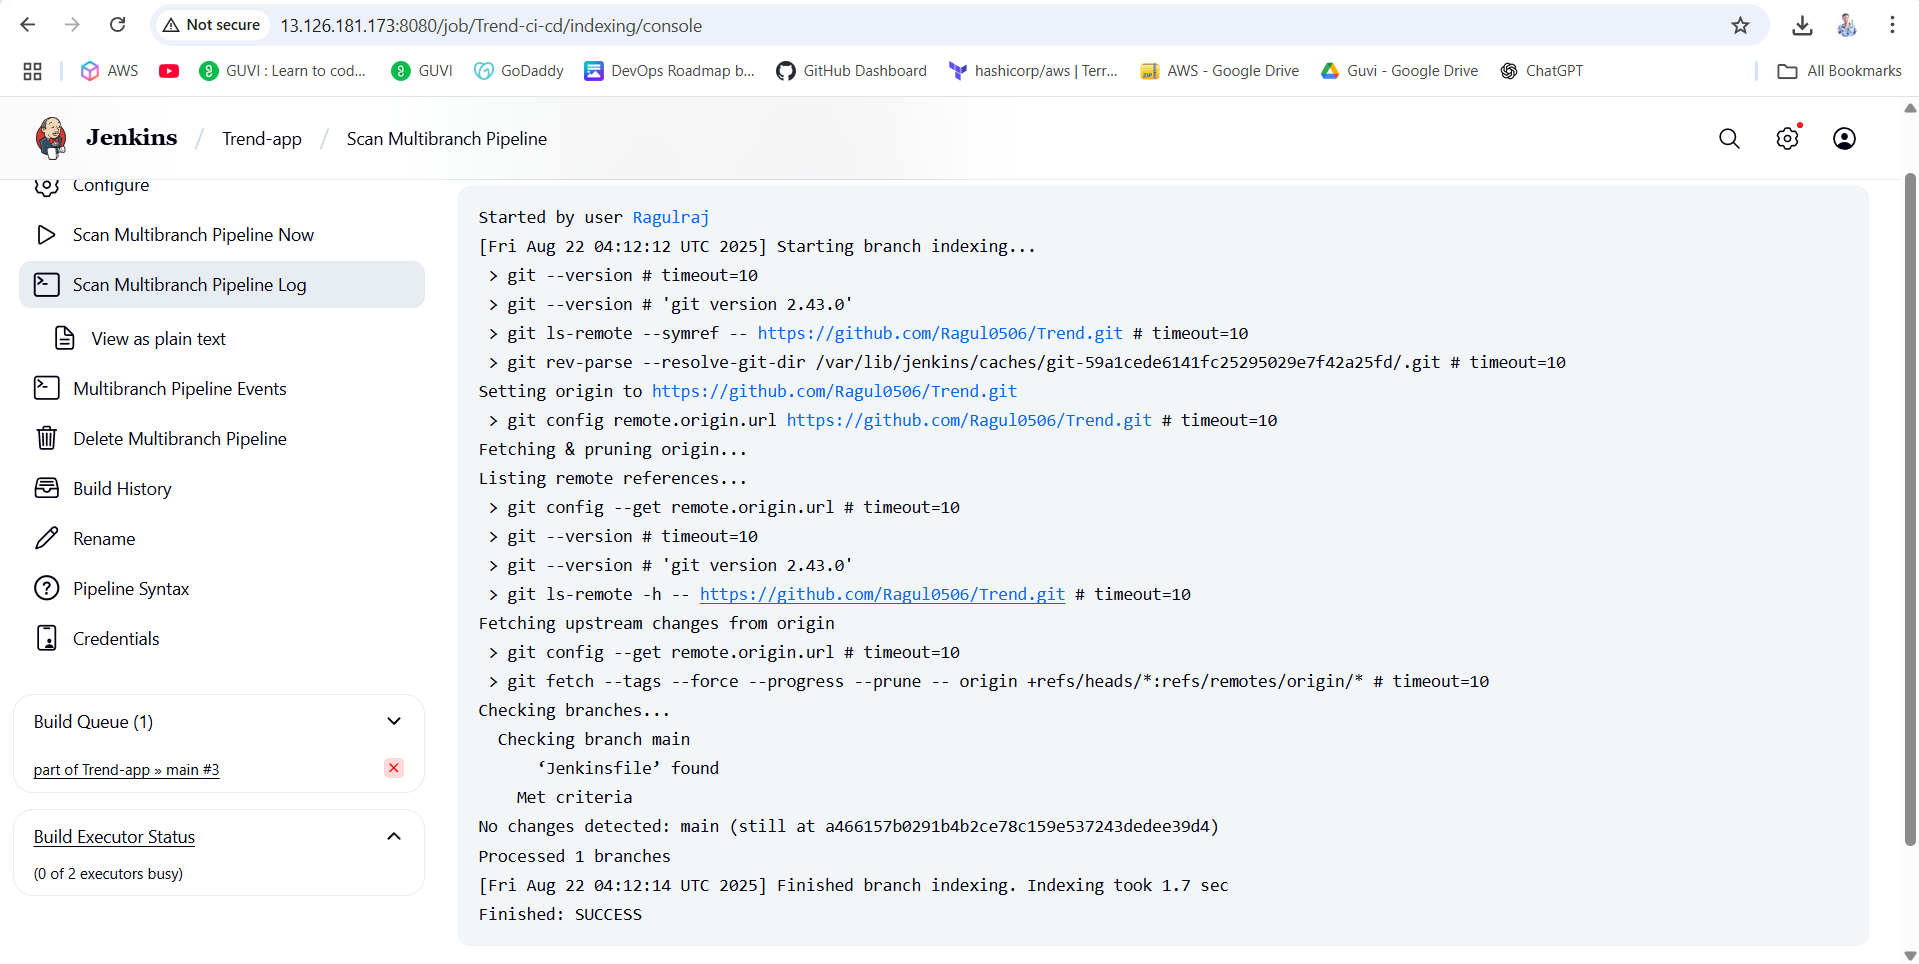 Not secure 13.126.181.173:8080/job/Trend-ci-cd/indexing/console
AWS GUVI : Learn to cod... GUVI GoDaddy DevOps Roadmap b... GitHub Dashboard hashicorp/aws | Terr... AWS - Google Drive Guvi - Google Drive ChatGPT All Bookmarks
Jenkins / Trend-app / Scan Multibranch Pipeline
Configure
Scan Multibranch Pipeline Now
Scan Multibranch Pipeline Log
View as plain text
Multibranch Pipeline Events
Delete Multibranch Pipeline
Build History
Rename
Pipeline Syntax
Credentials
Build Queue (1)
part of Trend-app » main #3
Build Executor Status
(0 of 2 executors busy)
Started by user Ragulraj
[Fri Aug 22 04:12:12 UTC 2025] Starting branch indexing...
> git --version # timeout=10
> git --version # 'git version 2.43.0'
> git ls-remote --symref -- https://github.com/Ragul0506/Trend.git # timeout=10
> git rev-parse --resolve-git-dir /var/lib/jenkins/caches/git-59a1cede6141fc25295029e7f42a25fd/.git # timeout=10
Setting origin to https://github.com/Ragul0506/Trend.git
> git config remote.origin.url https://github.com/Ragul0506/Trend.git # timeout=10
Fetching & pruning origin...
Listing remote references...
> git config --get remote.origin.url # timeout=10
> git --version # timeout=10
> git --version # 'git version 2.43.0'
> git ls-remote -h -- https://github.com/Ragul0506/Trend.git # timeout=10
Fetching upstream changes from origin
> git config --get remote.origin.url # timeout=10
> git fetch --tags --force --progress --prune -- origin +refs/heads/*:refs/remotes/origin/* # timeout=10
Checking branches...
Checking branch main
‘Jenkinsfile’ found
Met criteria
No changes detected: main (still at a466157b0291b4b2ce78c159e537243dedee39d4)
Processed 1 branches
[Fri Aug 22 04:12:14 UTC 2025] Finished branch indexing. Indexing took 1.7 sec
Finished: SUCCESS